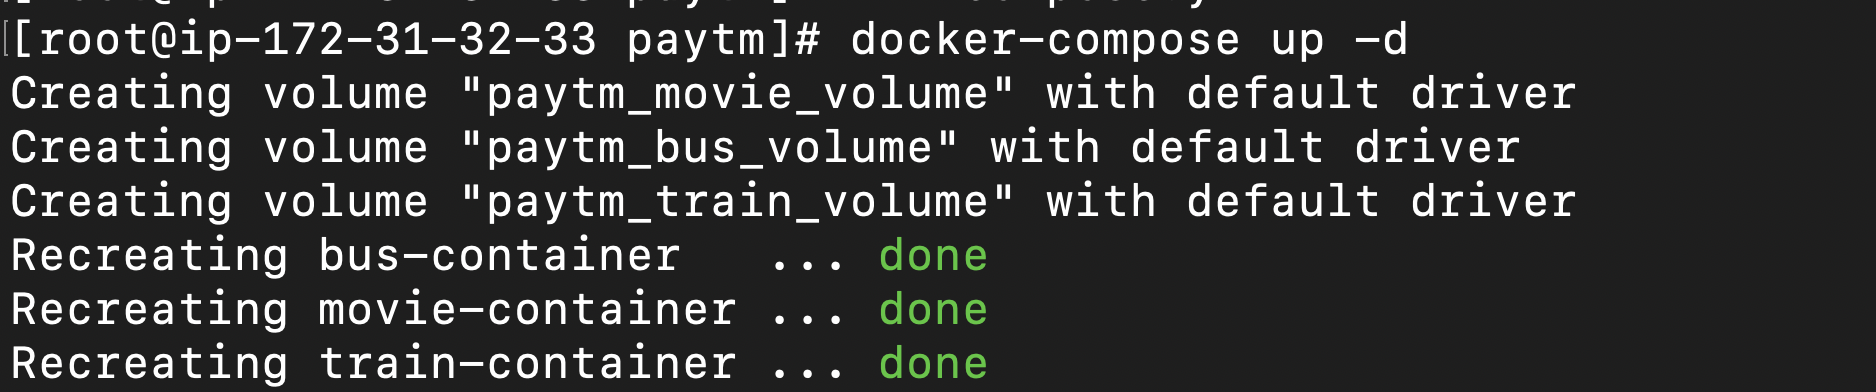 [[root@ip-172-31-32-33 paytm]# docker-compose up -d
Creating volume "paytm_movie_volume" with default driver
Creating volume "paytm_bus_volume" with default driver
Creating volume "paytm_train_volume" with default driver
Recreating bus-container   ... done
Recreating movie-container ... done
Recreating train-container ... done